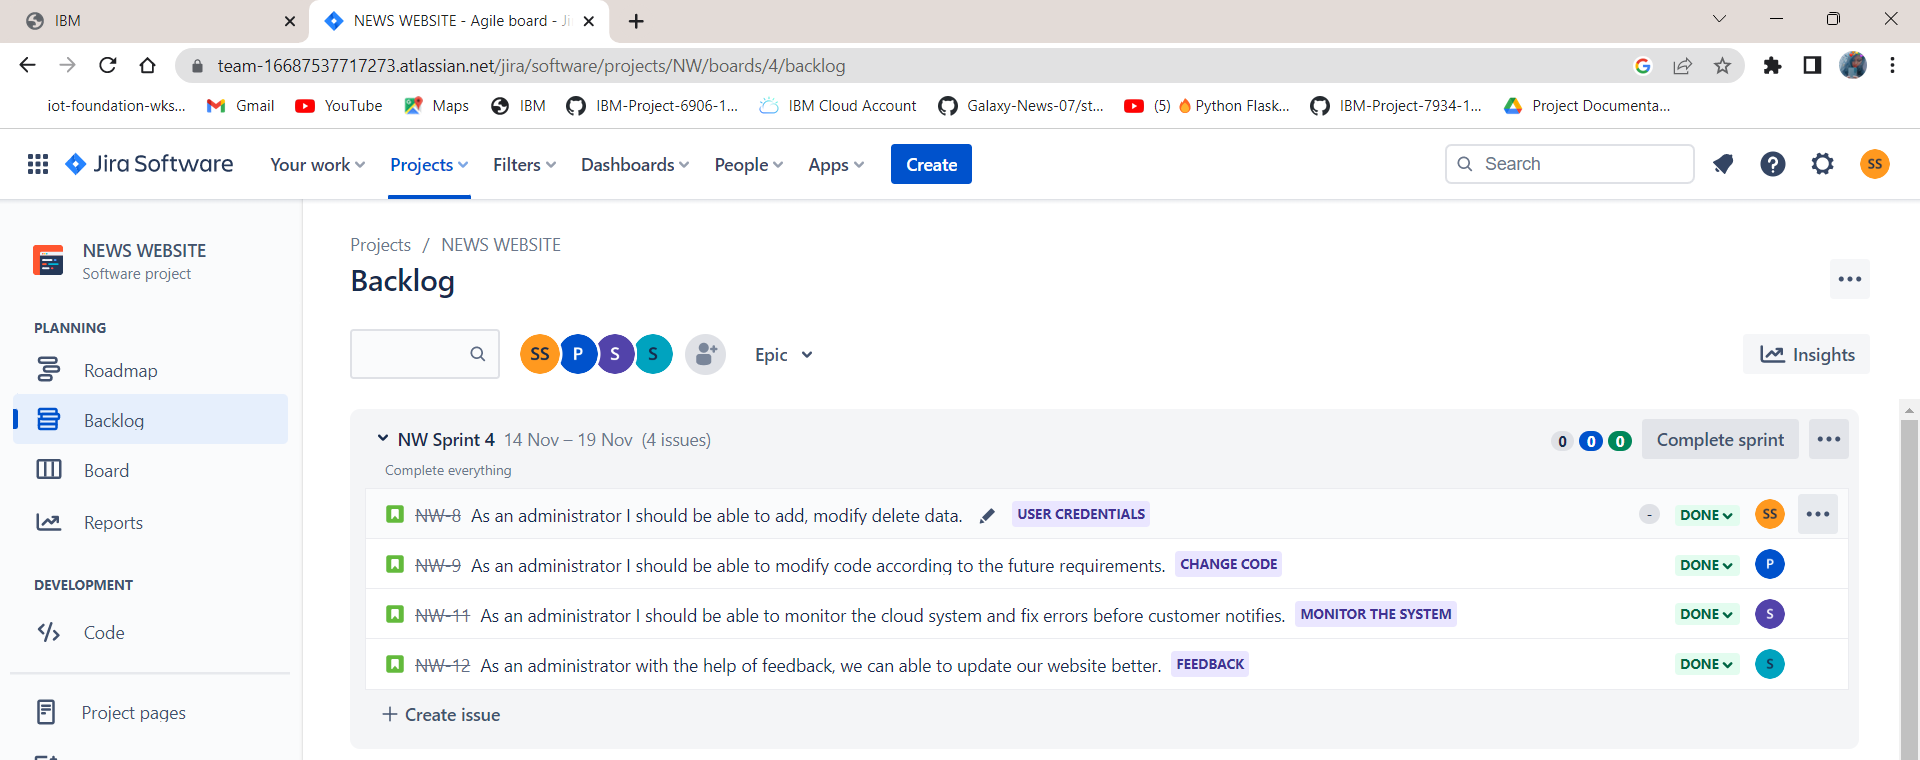 IBM
NEWS WEBSITE - Agile board - Ji
team-16687537717273.atlassian.net/jira/software/projects/NW/boards/4/backlog
iot-foundation-wks... Gmail YouTube Maps IBM IBM-Project-6906-1... IBM Cloud Account Galaxy-News-07/st... (5) 🔥Python Flask... IBM-Project-7934-1... Project Documenta...
Jira Software Your work Projects Filters Dashboards People Apps Create Search SS
NEWS WEBSITE
Software project
PLANNING
Roadmap
Backlog
Board
Reports
DEVELOPMENT
Code
Project pages
Projects / NEWS WEBSITE
Backlog
SS P S S Epic Insights
NW Sprint 4 14 Nov – 19 Nov (4 issues) 0 0 0 Complete sprint
Complete everything
NW-8 As an administrator I should be able to add, modify delete data. USER CREDENTIALS - DONE SS
NW-9 As an administrator I should be able to modify code according to the future requirements. CHANGE CODE DONE P
NW-11 As an administrator I should be able to monitor the cloud system and fix errors before customer notifies. MONITOR THE SYSTEM DONE S
NW-12 As an administrator with the help of feedback, we can able to update our website better. FEEDBACK DONE S
+ Create issue